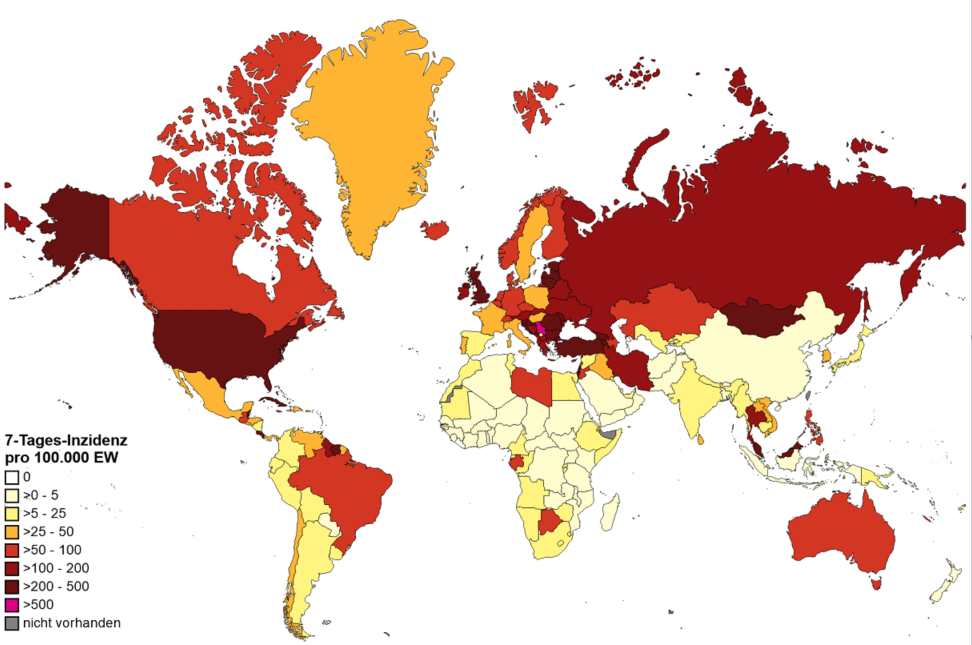 7-Tages-Inzidenz
pro 100.000 EW
0
>0 - 5
>5 - 25
>25 - 50
>50 - 100
>100 - 200
>200 - 500
>500
nicht vorhanden